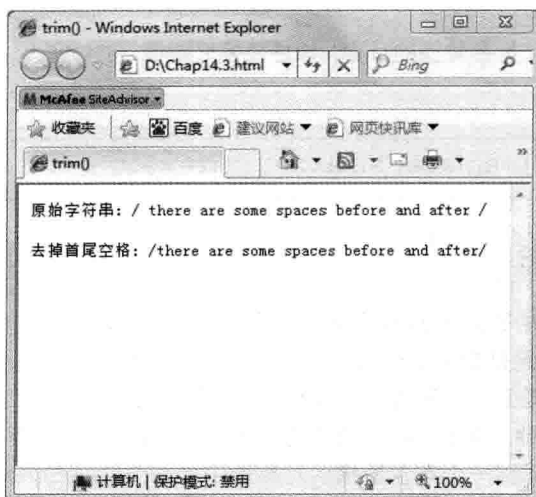 trim() - Windows Internet Explorer
D:\Chap14.3.html
Bing
McAfee SiteAdvisor
收藏夹 百度 建议网站 网页快讯库
trim()
原始字符串: / there are some spaces before and after /
去掉首尾空格: /there are some spaces before and after/
计算机 | 保护模式: 禁用 100%